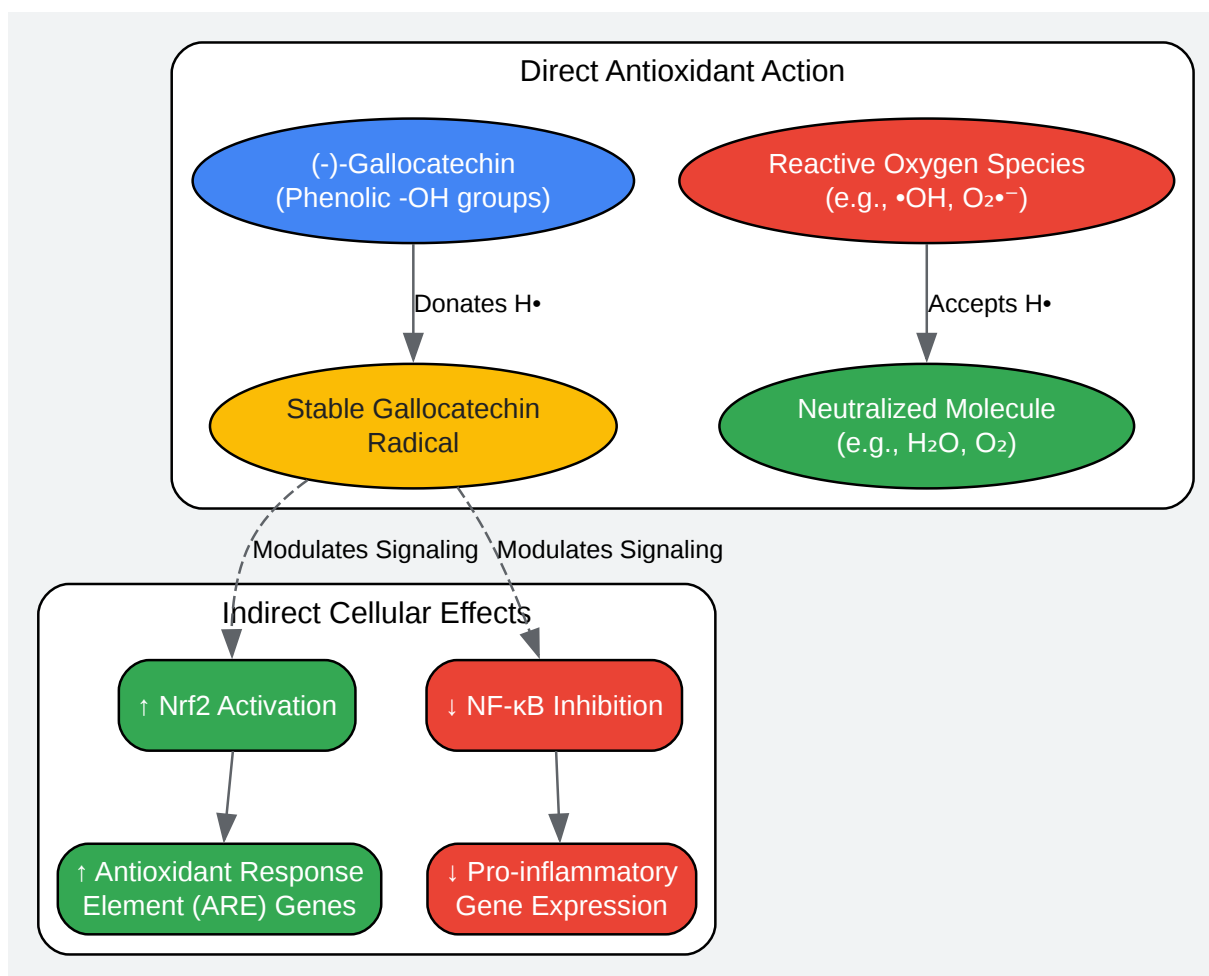 Direct Antioxidant Action
(-)-Gallocatechin
(Phenolic -OH groups)
Reactive Oxygen Species
(e.g., •OH, O₂•⁻)
Donates H•
Accepts H•
Stable Gallocatechin
Radical
Neutralized Molecule
(e.g., H₂O, O₂)
Modulates Signaling
Modulates Signaling
Indirect Cellular Effects
↑ Nrf2 Activation
↓ NF-κB Inhibition
↑ Antioxidant Response
Element (ARE) Genes
↓ Pro-inflammatory
Gene Expression